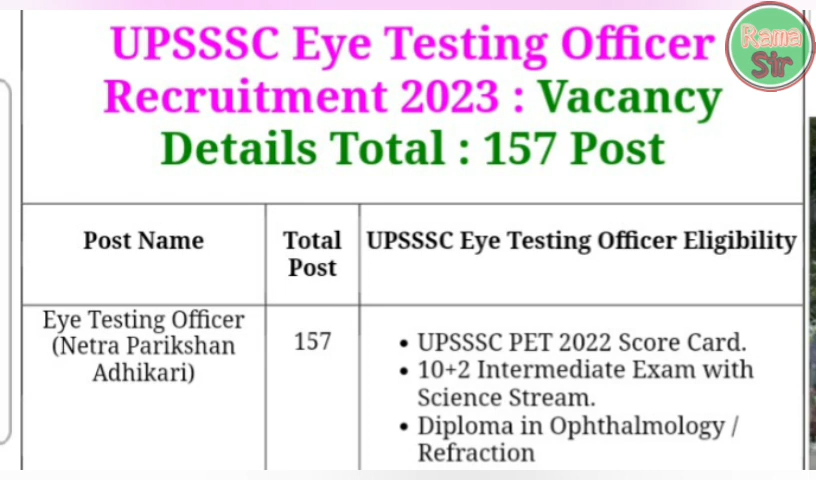 UPSSSC Eye Testing Officer
Recruitment 2023 : Vacancy
Details Total : 157 Post
Rama
Sir
Post Name
Total
Post
UPSSSC Eye Testing Officer Eligibility
Eye Testing Officer
(Netra Parikshan
Adhikari)
157
• UPSSSC PET 2022 Score Card.
• 10+2 Intermediate Exam with
Science Stream.
• Diploma in Ophthalmology /
Refraction